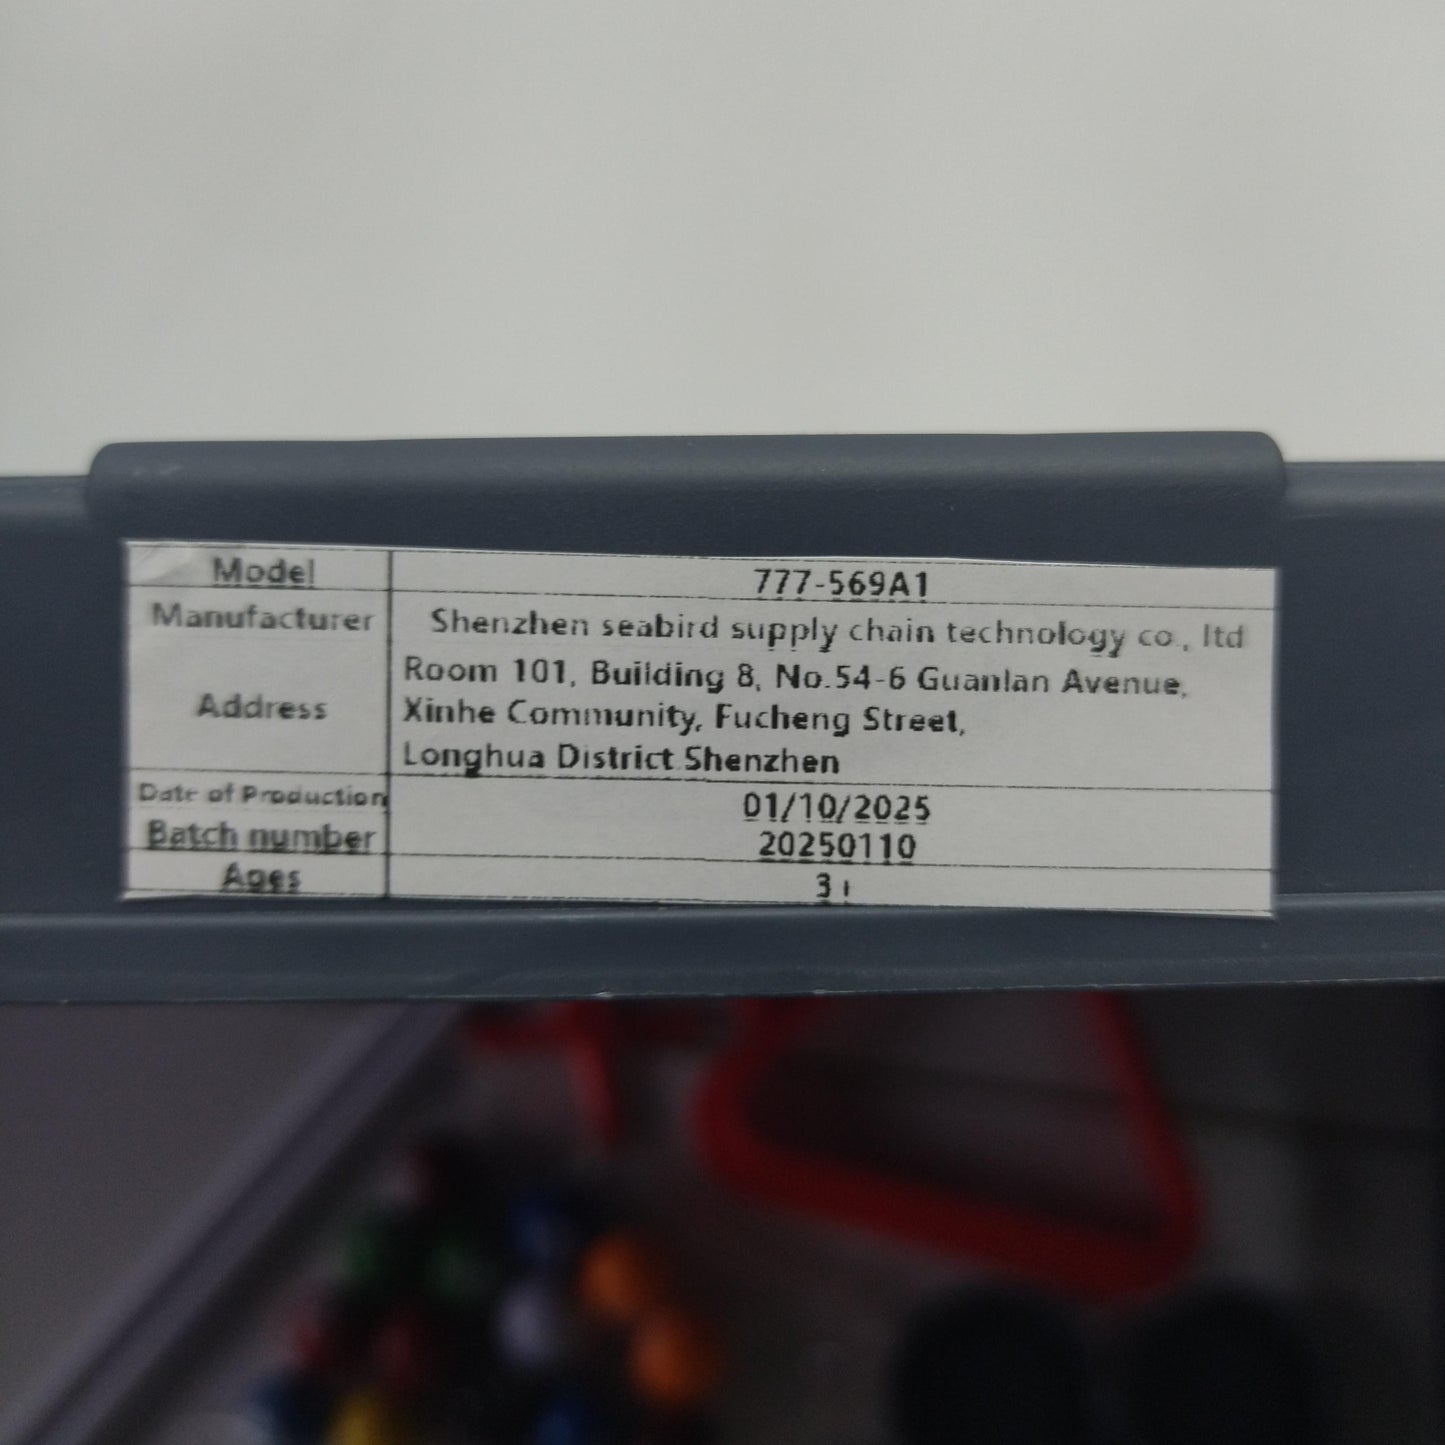 Model 777-569A1
Manufacturer Shenzhen seabird supply chain technology co., ltd
Address Room 101, Building 8, No.54-6 Guanlan Avenue,
Xinhe Community, Fucheng Street,
Longhua District Shenzhen
Date of Production 01/10/2025
Batch number 20250110
Ages 3+